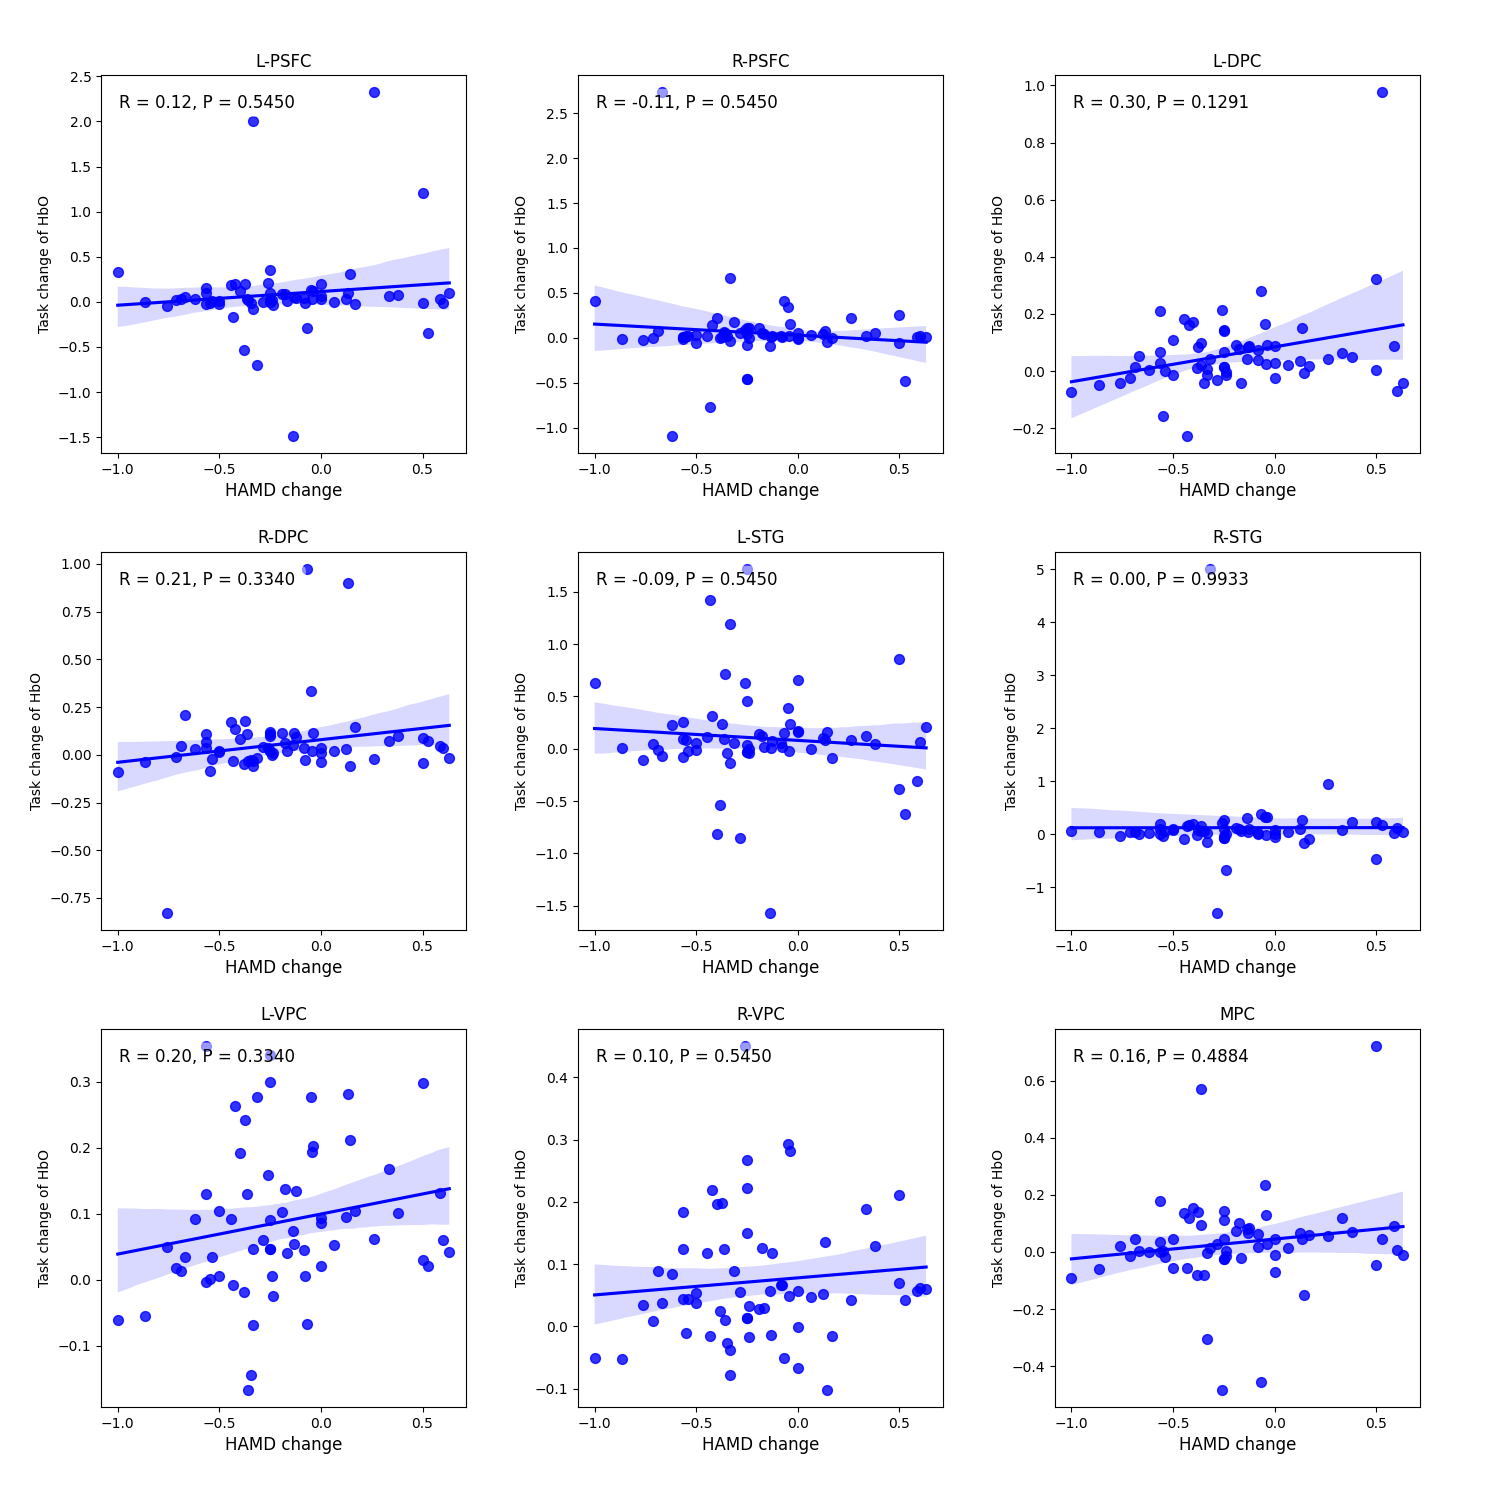 L-PSFC
R = 0.12, P = 0.5450
2.5
2.0
1.5
1.0
0.5
0.0
−0.5
−1.0
−1.5
Task change of HbO
−1.0 −0.5 0.0 0.5
HAMD change
R-PSFC
R = -0.11, P = 0.5450
2.5
2.0
1.5
1.0
0.5
0.0
−0.5
−1.0
Task change of HbO
−1.0 −0.5 0.0 0.5
HAMD change
L-DPC
R = 0.30, P = 0.1291
1.0
0.8
0.6
0.4
0.2
0.0
−0.2
Task change of HbO
−1.0 −0.5 0.0 0.5
HAMD change
R-DPC
R = 0.21, P = 0.3340
1.00
0.75
0.50
0.25
0.00
−0.25
−0.50
−0.75
Task change of HbO
−1.0 −0.5 0.0 0.5
HAMD change
L-STG
R = -0.09, P = 0.5450
1.5
1.0
0.5
0.0
−0.5
−1.0
−1.5
Task change of HbO
−1.0 −0.5 0.0 0.5
HAMD change
R-STG
R = 0.00, P = 0.9933
5
4
3
2
1
0
−1
Task change of HbO
−1.0 −0.5 0.0 0.5
HAMD change
L-VPC
R = 0.20, P = 0.3340
0.3
0.2
0.1
0.0
−0.1
Task change of HbO
−1.0 −0.5 0.0 0.5
HAMD change
R-VPC
R = 0.10, P = 0.5450
0.4
0.3
0.2
0.1
0.0
−0.1
Task change of HbO
−1.0 −0.5 0.0 0.5
HAMD change
MPC
R = 0.16, P = 0.4884
0.6
0.4
0.2
0.0
−0.2
−0.4
Task change of HbO
−1.0 −0.5 0.0 0.5
HAMD change